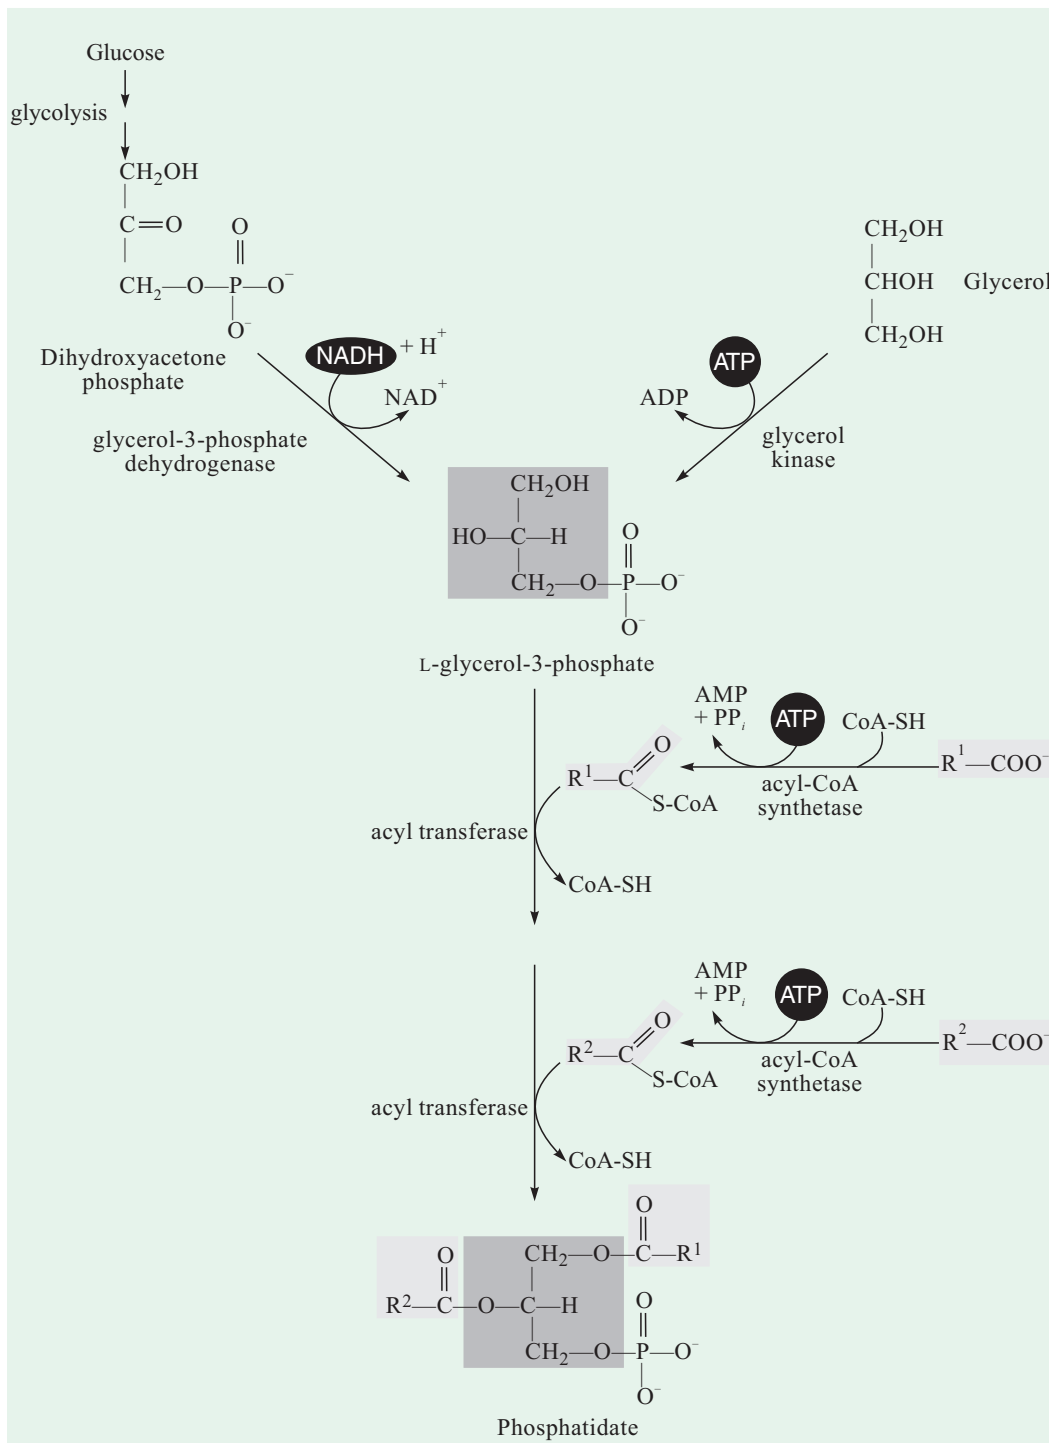 Glucose
glycolysis
CH₂OH
C=O
O
CH₂—O—P—O⁻
O⁻
Dihydroxyacetone
phosphate
NADH + H⁺
NAD⁺
glycerol-3-phosphate
dehydrogenase
CH₂OH
CHOH Glycerol
CH₂OH
ATP
ADP
glycerol
kinase
CH₂OH
HO—C—H
O
CH₂—O—P—O⁻
O⁻
L-glycerol-3-phosphate
AMP
+ PPᵢ
ATP
CoA-SH
R¹—COO⁻
acyl-CoA
synthetase
O
R¹—C
S-CoA
acyl transferase
CoA-SH
AMP
+ PPᵢ
ATP
CoA-SH
R²—COO⁻
acyl-CoA
synthetase
O
R²—C
S-CoA
acyl transferase
CoA-SH
O
CH₂—O—C—R¹
O
R²—C—O—C—H
O
CH₂—O—P—O⁻
O⁻
Phosphatidate